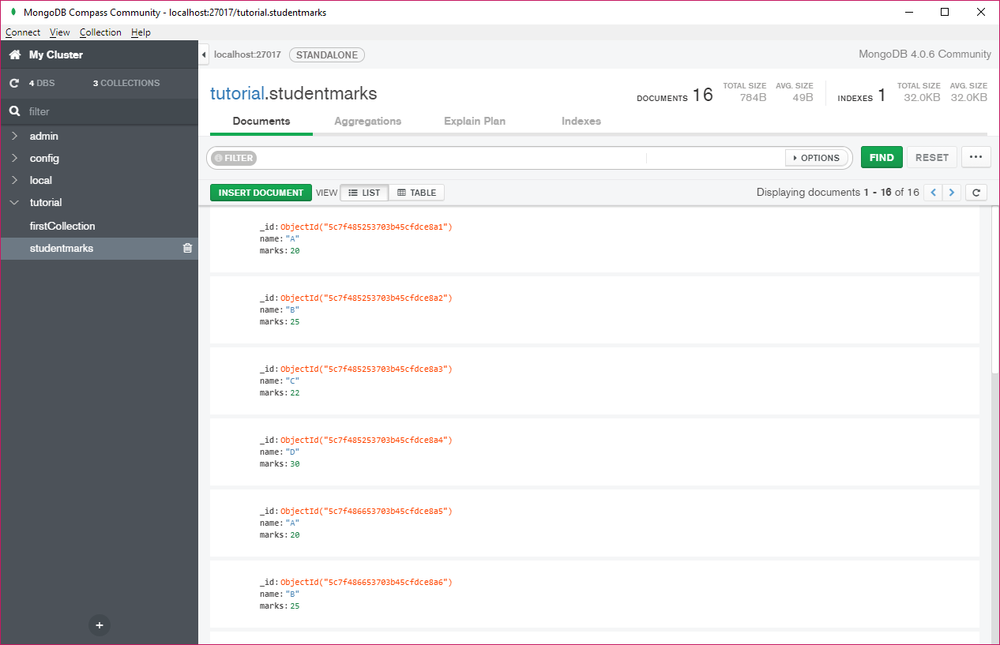 MongoDB Compass Community - localhost:27017/tutorial.studentmarks
Connect View Collection Help
My Cluster
4 DBS 3 COLLECTIONS
filter
admin
config
local
tutorial
firstCollection
studentmarks
localhost:27017 STANDALONE MongoDB 4.0.6 Community
tutorial.studentmarks
DOCUMENTS 16 TOTAL SIZE 784B AVG. SIZE 49B INDEXES 1 TOTAL SIZE 32.0KB AVG. SIZE 32.0KB
Documents Aggregations Explain Plan Indexes
FILTER OPTIONS FIND RESET ...
INSERT DOCUMENT VIEW LIST TABLE Displaying documents 1 - 16 of 16
_id: ObjectId("5c7f485253703b45cfdce8a1")
name: "A"
marks: 20
_id: ObjectId("5c7f485253703b45cfdce8a2")
name: "B"
marks: 25
_id: ObjectId("5c7f485253703b45cfdce8a3")
name: "C"
marks: 22
_id: ObjectId("5c7f485253703b45cfdce8a4")
name: "D"
marks: 30
_id: ObjectId("5c7f486653703b45cfdce8a5")
name: "A"
marks: 20
_id: ObjectId("5c7f486653703b45cfdce8a6")
name: "B"
marks: 25